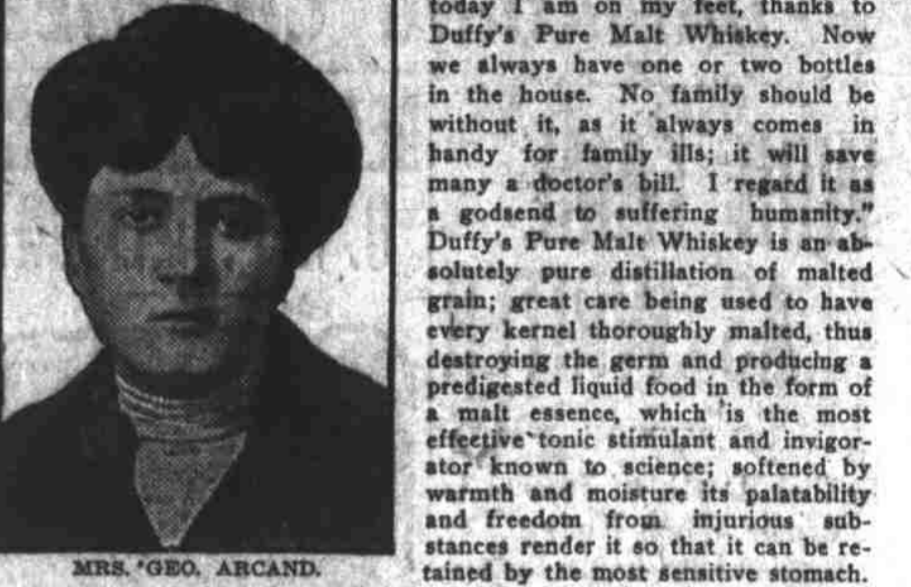 today I am on my feet, thanks to
Duffy's Pure Malt Whiskey. Now
we always have one or two bottles
in the house. No family should be
without it, as it always comes in
handy for family ills; it will save
many a doctor's bill. I regard it as
a godsend to suffering humanity."
Duffy's Pure Malt Whiskey is an ab-
solutely pure distillation of malted
grain; great care being used to have
every kernel thoroughly malted, thus
destroying the germ and producing a
predigested liquid food in the form of
a malt essence, which is the most
effective tonic stimulant and invigor-
ator known to science; softened by
warmth and moisture its palatability
and freedom from injurious sub-
stances render it so that it can be re-
tained by the most sensitive stomach.
MRS. GEO. ARCAND.